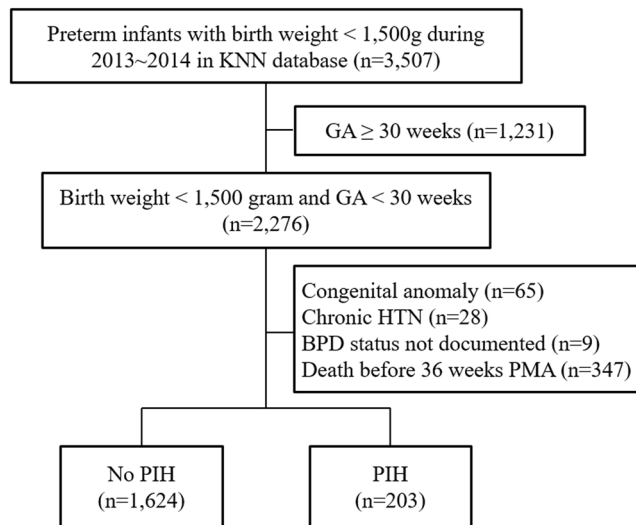 Preterm infants with birth weight < 1,500g during
2013~2014 in KNN database (n=3,507)
GA ≥ 30 weeks (n=1,231)
Birth weight < 1,500 gram and GA < 30 weeks
(n=2,276)
Congenital anomaly (n=65)
Chronic HTN (n=28)
BPD status not documented (n=9)
Death before 36 weeks PMA (n=347)
No PIH
(n=1,624)
PIH
(n=203)